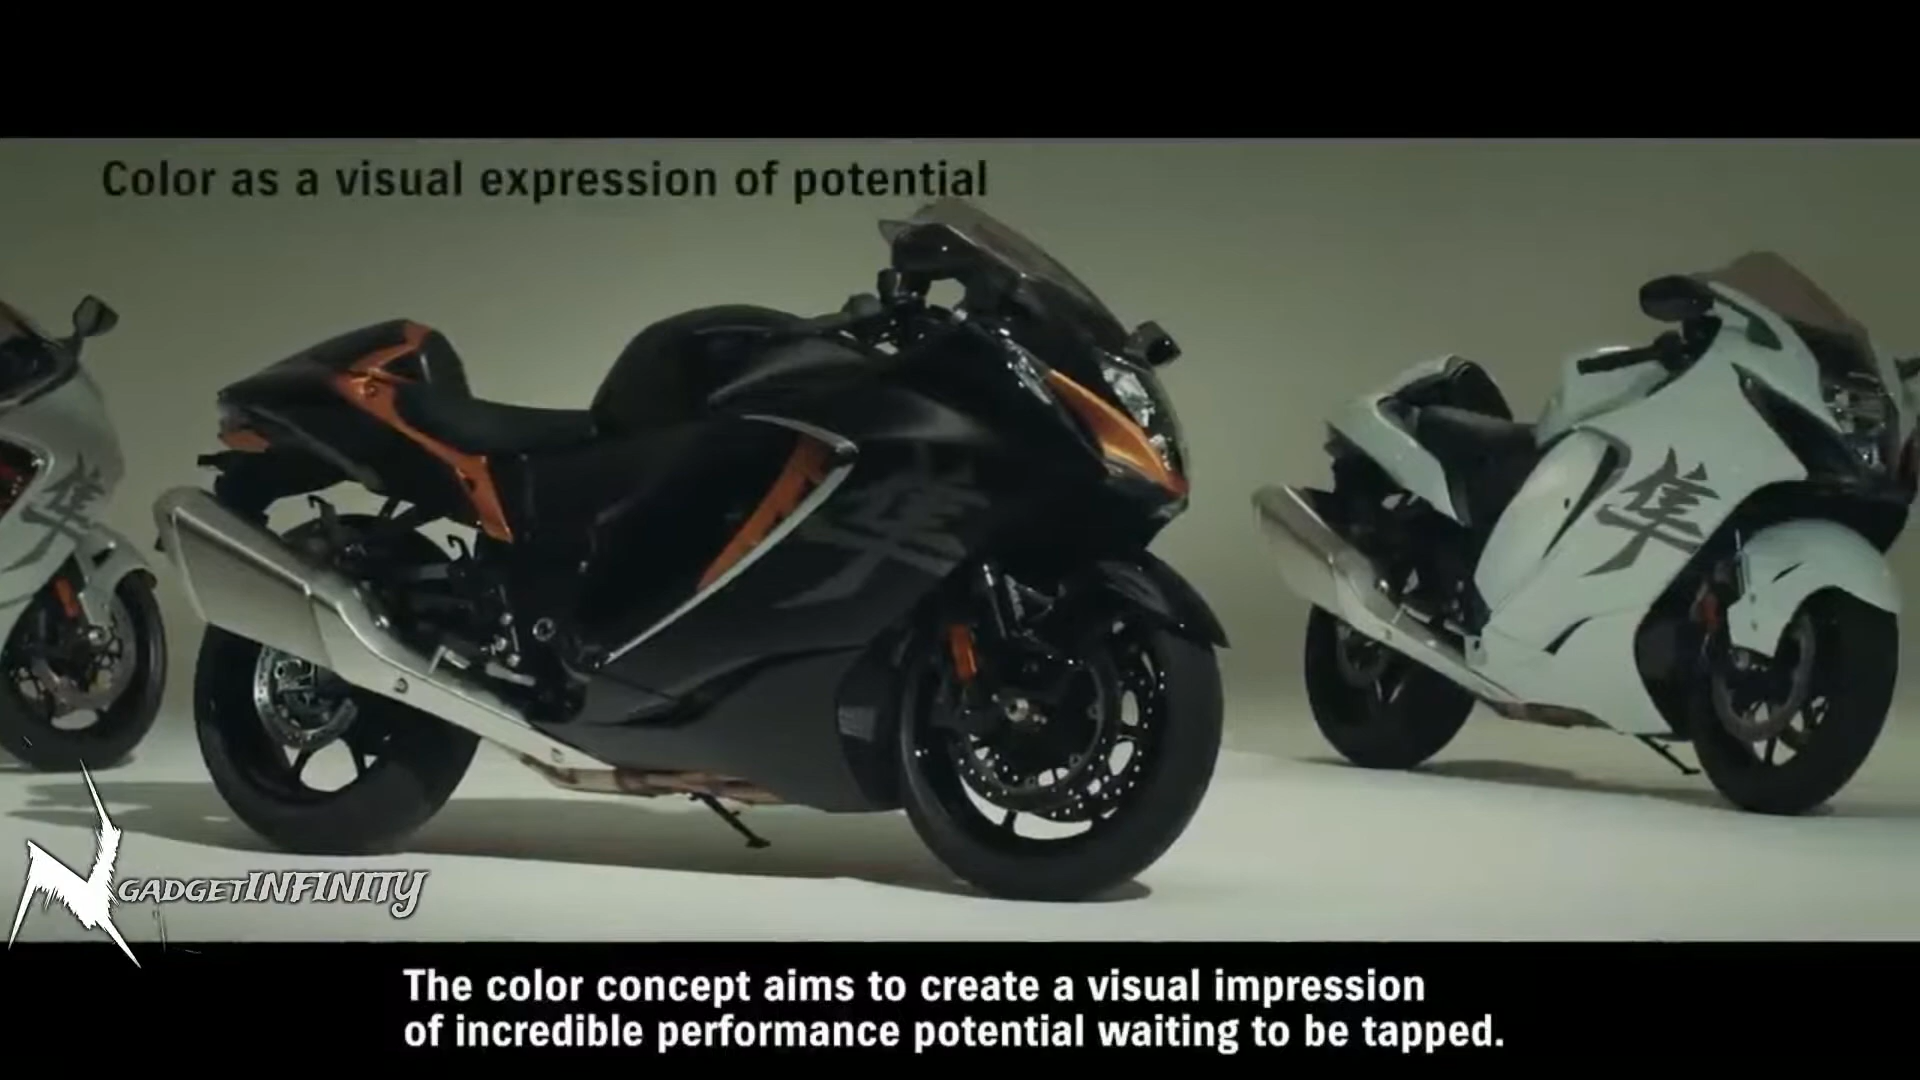 Color as a visual expression of potential
隼
隼
隼
GADGETINFINITY
The color concept aims to create a visual impression
of incredible performance potential waiting to be tapped.